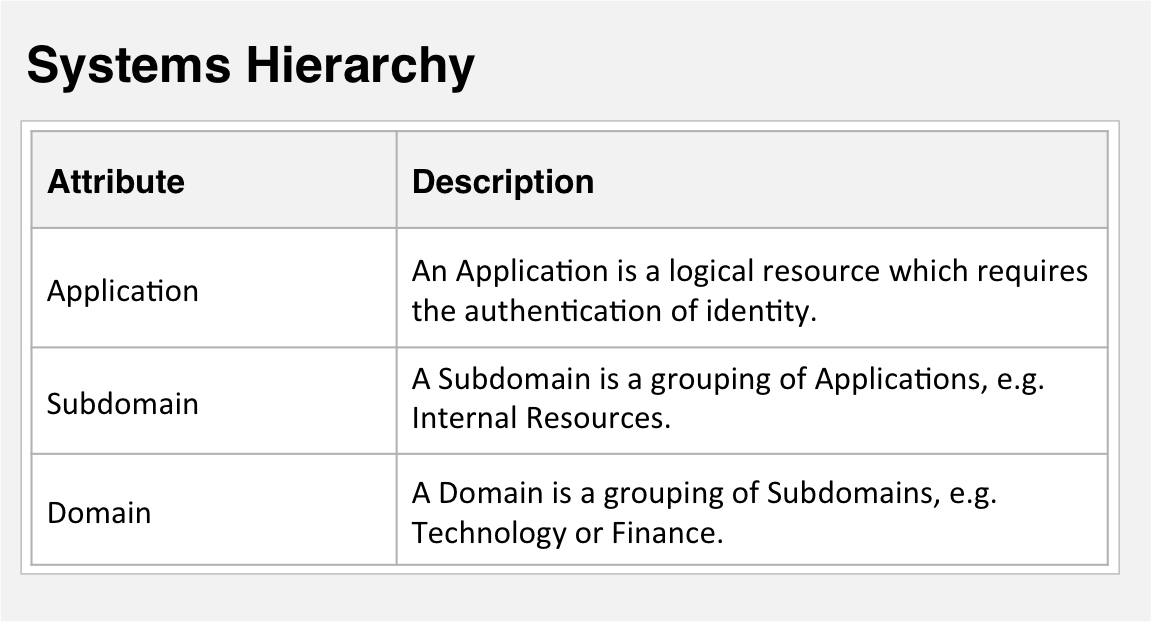 Systems Hierarchy
Attribute
Description
Application
An Application is a logical resource which requires
the authentication of identity.
Subdomain
A Subdomain is a grouping of Applications, e.g.
Internal Resources.
Domain
A Domain is a grouping of Subdomains, e.g.
Technology or Finance.